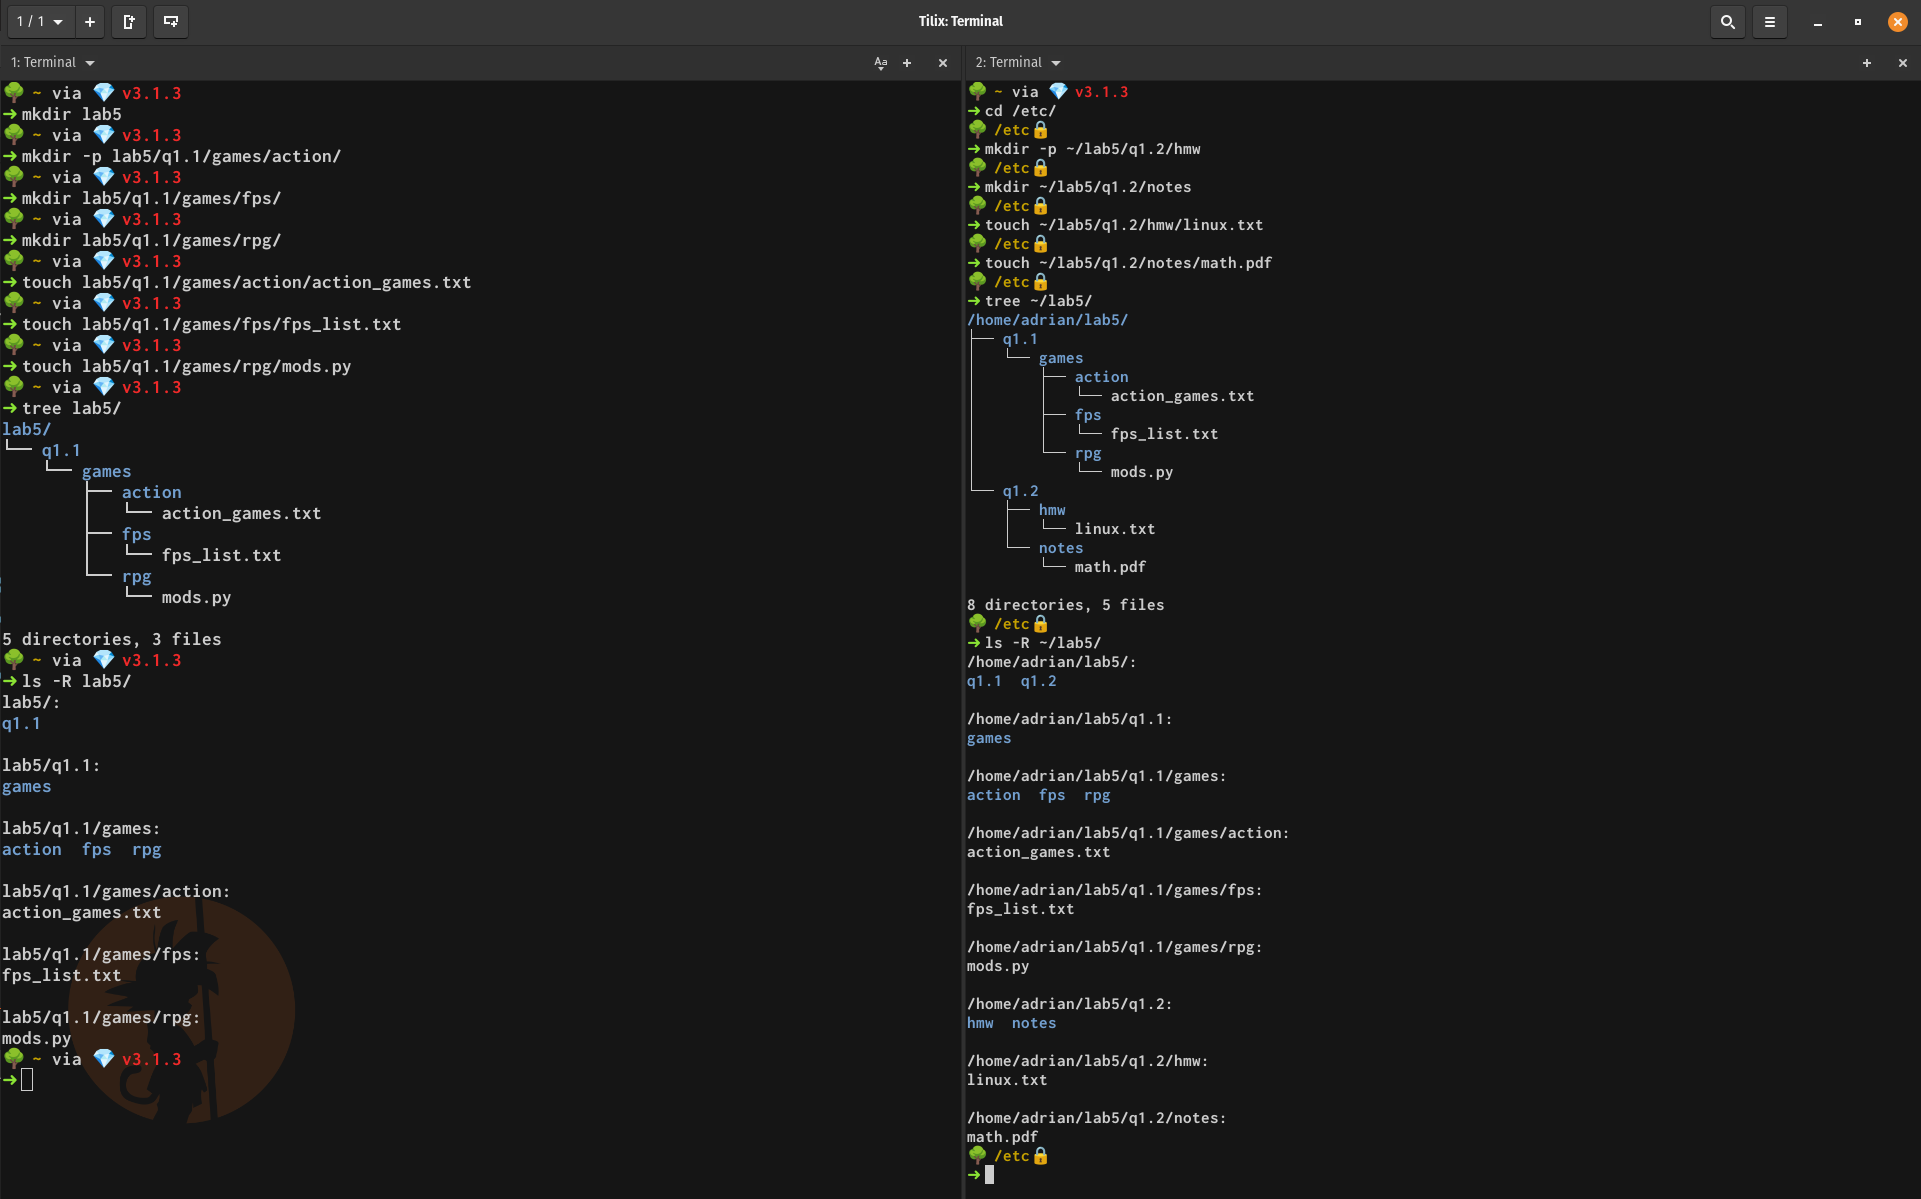 1 / 1
Tilix: Terminal
1: Terminal
~ via v3.1.3
➜ mkdir lab5
~ via v3.1.3
➜ mkdir -p lab5/q1.1/games/action/
~ via v3.1.3
➜ mkdir lab5/q1.1/games/fps/
~ via v3.1.3
➜ mkdir lab5/q1.1/games/rpg/
~ via v3.1.3
➜ touch lab5/q1.1/games/action/action_games.txt
~ via v3.1.3
➜ touch lab5/q1.1/games/fps/fps_list.txt
~ via v3.1.3
➜ touch lab5/q1.1/games/rpg/mods.py
~ via v3.1.3
➜ tree lab5/
lab5/
└── q1.1
    └── games
        ├── action
        │   └── action_games.txt
        ├── fps
        │   └── fps_list.txt
        └── rpg
            └── mods.py
5 directories, 3 files
~ via v3.1.3
➜ ls -R lab5/
lab5/:
q1.1
lab5/q1.1:
games
lab5/q1.1/games:
action  fps  rpg
lab5/q1.1/games/action:
action_games.txt
lab5/q1.1/games/fps:
fps_list.txt
lab5/q1.1/games/rpg:
mods.py
~ via v3.1.3
➜
2: Terminal
~ via v3.1.3
➜ cd /etc/
/etc
➜ mkdir -p ~/lab5/q1.2/hmw
/etc
➜ mkdir ~/lab5/q1.2/notes
/etc
➜ touch ~/lab5/q1.2/hmw/linux.txt
/etc
➜ touch ~/lab5/q1.2/notes/math.pdf
/etc
➜ tree ~/lab5/
/home/adrian/lab5/
├── q1.1
│   └── games
│       ├── action
│       │   └── action_games.txt
│       ├── fps
│       │   └── fps_list.txt
│       └── rpg
│           └── mods.py
└── q1.2
    ├── hmw
    │   └── linux.txt
    └── notes
        └── math.pdf
8 directories, 5 files
/etc
➜ ls -R ~/lab5/
/home/adrian/lab5/:
q1.1  q1.2
/home/adrian/lab5/q1.1:
games
/home/adrian/lab5/q1.1/games:
action  fps  rpg
/home/adrian/lab5/q1.1/games/action:
action_games.txt
/home/adrian/lab5/q1.1/games/fps:
fps_list.txt
/home/adrian/lab5/q1.1/games/rpg:
mods.py
/home/adrian/lab5/q1.2:
hmw  notes
/home/adrian/lab5/q1.2/hmw:
linux.txt
/home/adrian/lab5/q1.2/notes:
math.pdf
/etc
➜